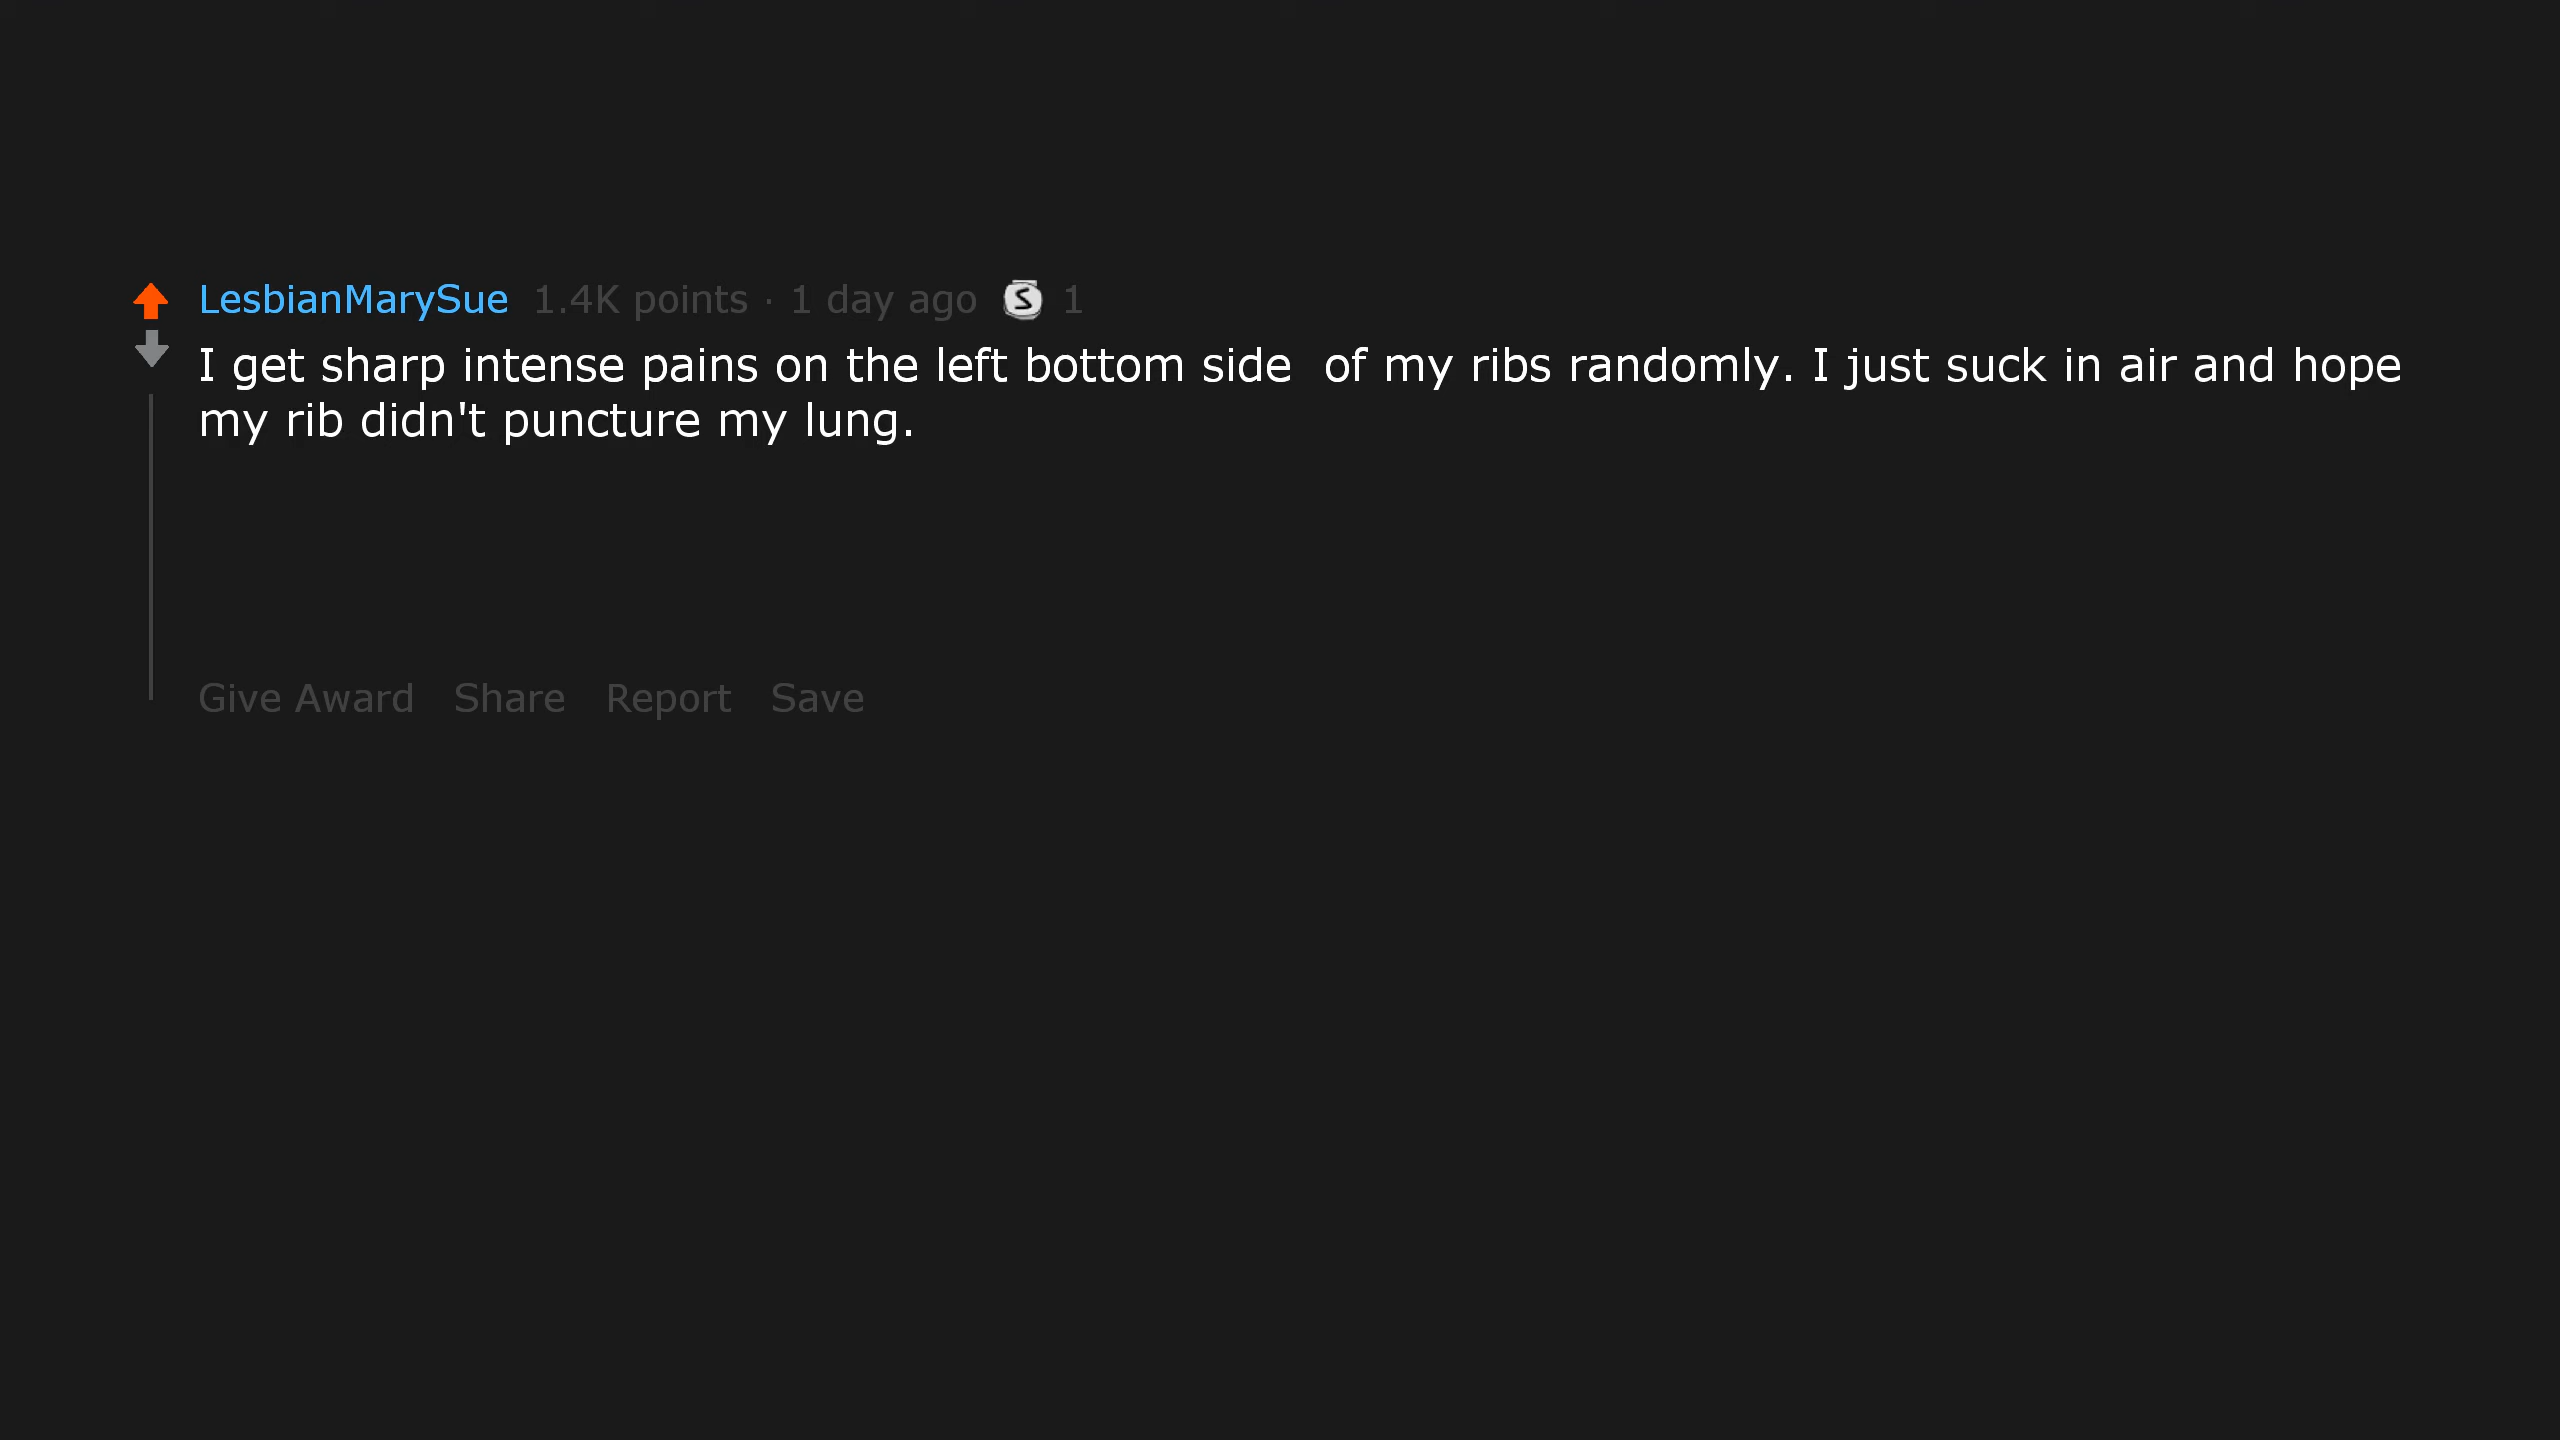 LesbianMarySue 1.4K points · 1 day ago S 1
I get sharp intense pains on the left bottom side  of my ribs randomly. I just suck in air and hope
my rib didn't puncture my lung.
Give Award Share Report Save